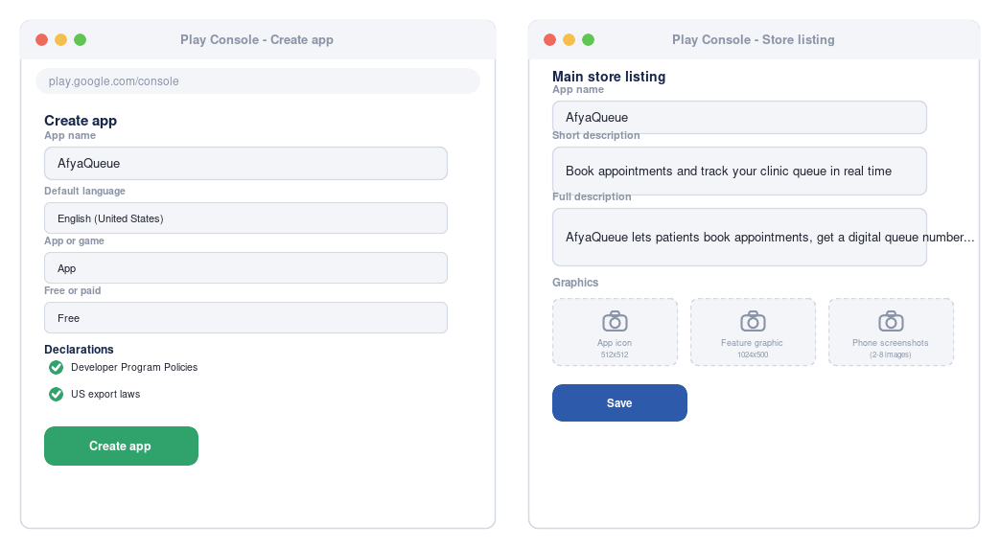 Play Console - Create app
play.google.com/console
Create app
App name
AfyaQueue
Default language
English (United States)
App or game
App
Free or paid
Free
Declarations
Developer Program Policies
US export laws
Create app
Play Console - Store listing
Main store listing
App name
AfyaQueue
Short description
Book appointments and track your clinic queue in real time
Full description
AfyaQueue lets patients book appointments, get a digital queue number...
Graphics
App icon
512x512
Feature graphic
1024x500
Phone screenshots
(2-8 images)
Save